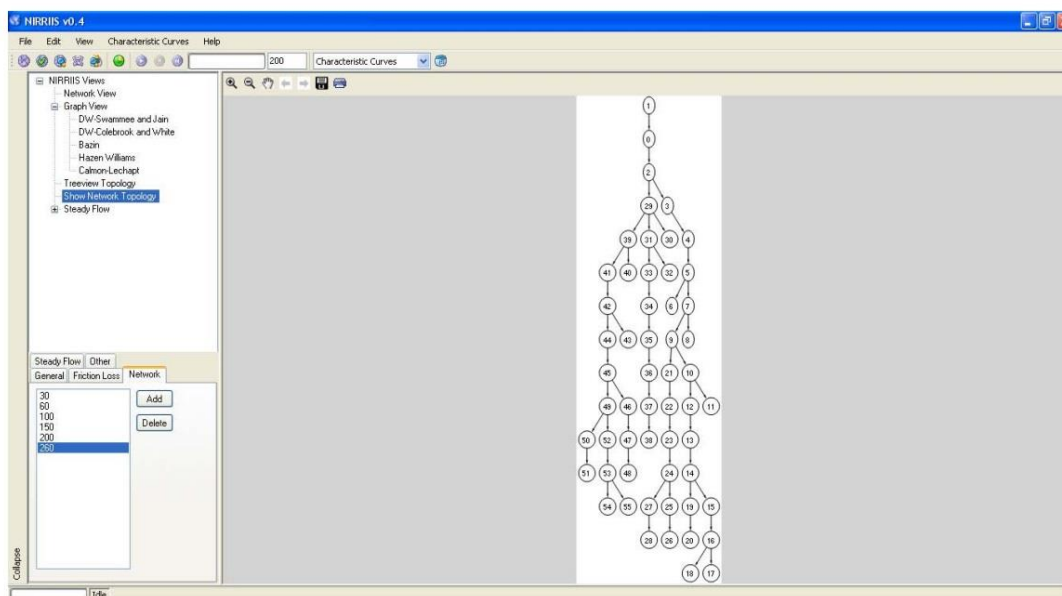 NIRRIIS v0.4
File Edit View Characteristic Curves Help
200 Characteristic Curves
NIRRIIS Views
Network View
Graph View
DW-Swammee and Jain
DW-Colebrook and White
Bazin
Hazen Williams
Calmon-Lechapt
Treeview Topology
Show Network Topology
Steady Flow
Steady Flow Other
General Friction Loss Network
30
60
100
150
200
260
Add
Delete
Collapse
Idle
1
0
2
29 3
39 31 30 4
41 40 33 32 5
42 34 6 7
44 43 35 9 8
45 36 21 10
49 46 37 22 12 11
50 52 47 38 23 13
51 53 48 24 14
54 55 27 25 19 15
28 26 20 16
18 17